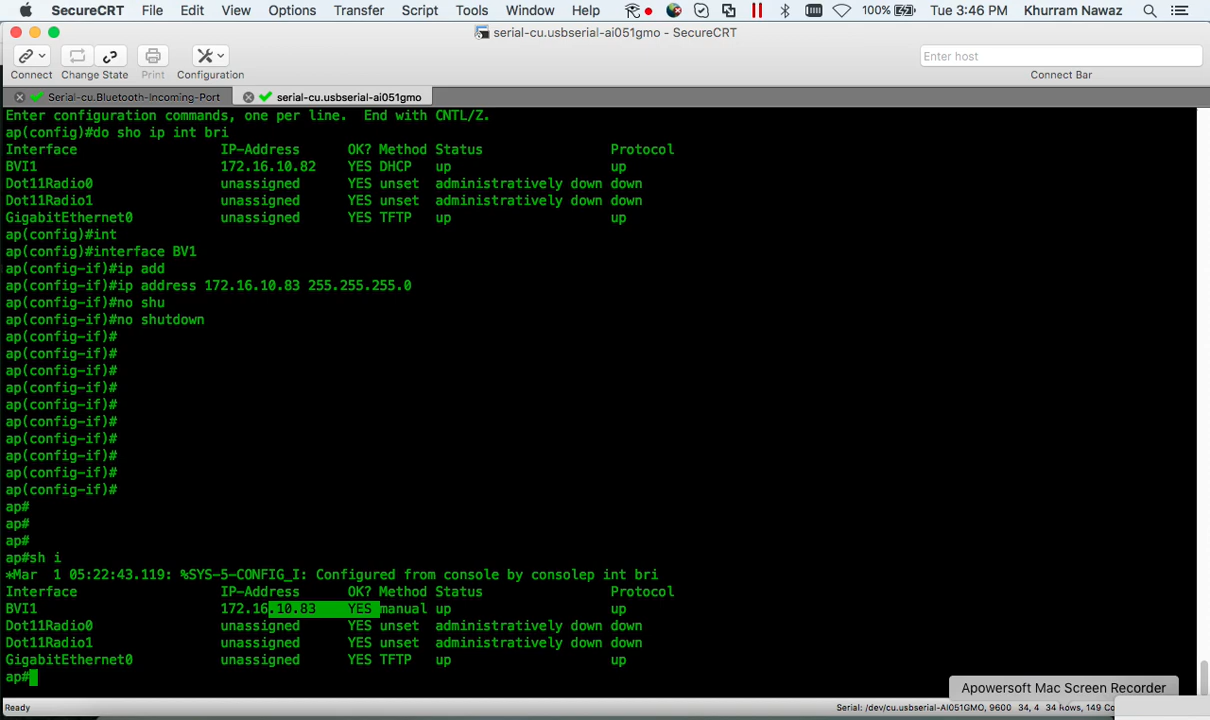 SecureCRT File Edit View Options Transfer Script Tools Window Help 100% Tue 3:46 PM Khurram Nawaz
serial-cu.usbserial-ai051gmo - SecureCRT
Enter host
Connect Change State Print Configuration Connect Bar
Serial-cu.Bluetooth-Incoming-Port serial-cu.usbserial-ai051gmo
Enter configuration commands, one per line.  End with CNTL/Z.
ap(config)#do sho ip int bri
Interface IP-Address OK? Method Status Protocol
BVI1 172.16.10.82 YES DHCP up up
Dot11Radio0 unassigned YES unset administratively down down
Dot11Radio1 unassigned YES unset administratively down down
GigabitEthernet0 unassigned YES TFTP up up
ap(config)#int
ap(config)#interface BV1
ap(config-if)#ip add
ap(config-if)#ip address 172.16.10.83 255.255.255.0
ap(config-if)#no shu
ap(config-if)#no shutdown
ap(config-if)#
ap(config-if)#
ap(config-if)#
ap(config-if)#
ap(config-if)#
ap(config-if)#
ap(config-if)#
ap(config-if)#
ap(config-if)#
ap(config-if)#
ap#
ap#
ap#
ap#sh i
*Mar  1 05:22:43.119: %SYS-5-CONFIG_I: Configured from console by consolep int bri
Interface IP-Address OK? Method Status Protocol
BVI1 172.16.10.83 YES manual up up
Dot11Radio0 unassigned YES unset administratively down down
Dot11Radio1 unassigned YES unset administratively down down
GigabitEthernet0 unassigned YES TFTP up up
ap#
Apowersoft Mac Screen Recorder
Ready Serial: /dev/cu.usbserial-AI051GMO, 9600 34, 4 34 Rows, 149 Co